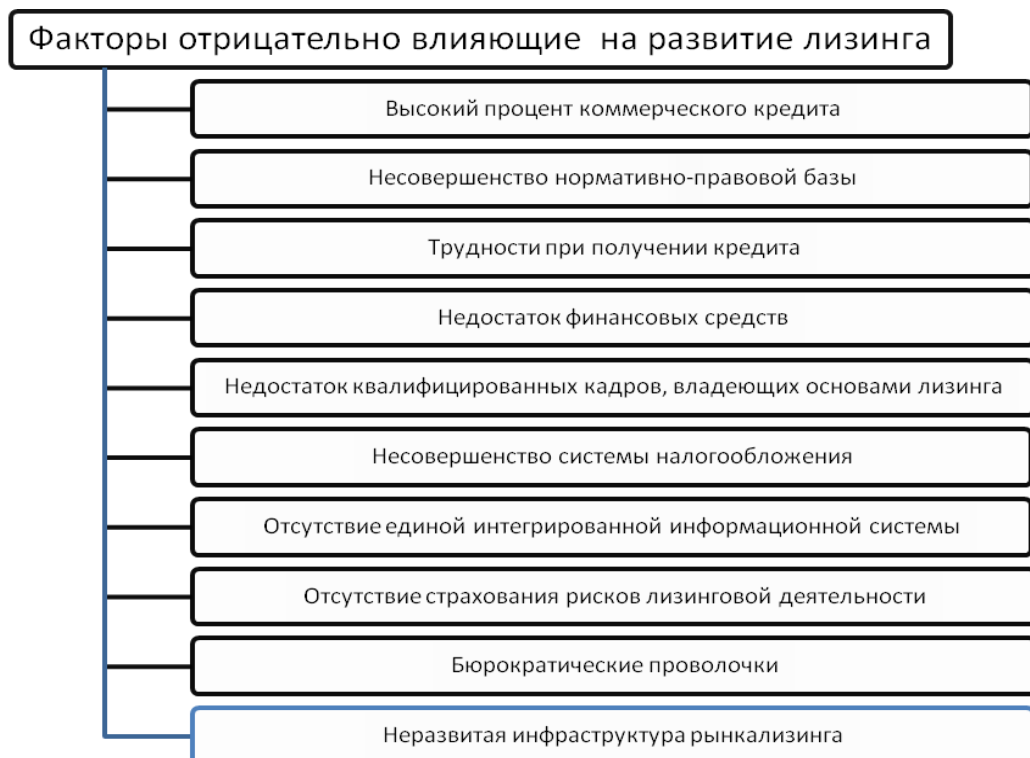 Факторы отрицательно влияющие на развитие лизинга
Высокий процент коммерческого кредита
Несовершенство нормативно-правовой базы
Трудности при получении кредита
Недостаток финансовых средств
Недостаток квалифицированных кадров, владеющих основами лизинга
Несовершенство системы налогообложения
Отсутствие единой интегрированной информационной системы
Отсутствие страхования рисков лизинговой деятельности
Бюрократические проволочки
Неразвитая инфраструктура рынкализинга